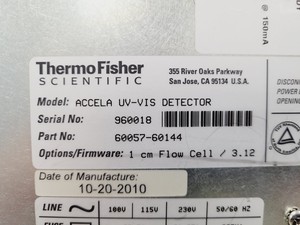 @ 150mA
ThermoFisher
SCIENTIFIC
355 River Oaks Parkway
San Jose, CA 95134 U.S.A.
Model: ACCELA UV-VIS DETECTOR
Serial No: 960018
Part No: 60057-60144
Options/Firmware: 1 cm Flow Cell / 3.12
Date of Manufacture:
10-20-2010
LINE 100V 115V 230V 50/60 HZ